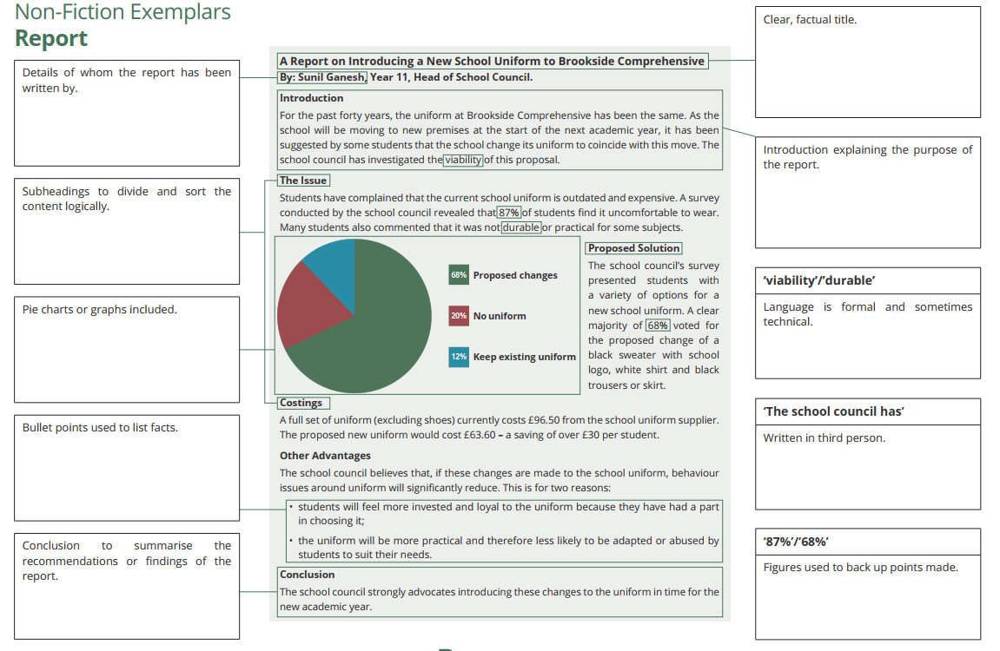 Non-Fiction Exemplars
Report
Details of whom the report has been
written by.
Subheadings to divide and sort the
content logically.
Pie charts or graphs included.
Bullet points used to list facts.
Conclusion to summarise the
recommendations or findings of the
report.
A Report on Introducing a New School Uniform to Brookside Comprehensive
By: Sunil Ganesh, Year 11, Head of School Council.
Introduction
For the past forty years, the uniform at Brookside Comprehensive has been the same. As the
school will be moving to new premises at the start of the next academic year, it has been
suggested by some students that the school change its uniform to coincide with this move. The
school council has investigated the viability of this proposal.
The Issue
Students have complained that the current school uniform is outdated and expensive. A survey
conducted by the school council revealed that 87% of students find it uncomfortable to wear.
Many students also commented that it was not durable or practical for some subjects.
68% Proposed changes
20% No uniform
12% Keep existing uniform
Proposed Solution
The school council's survey
presented students with
a variety of options for a
new school uniform. A clear
majority of 68% voted for
the proposed change of a
black sweater with school
logo, white shirt and black
trousers or skirt.
Costings
A full set of uniform (excluding shoes) currently costs £96.50 from the school uniform supplier.
The proposed new uniform would cost £63.60 – a saving of over £30 per student.
Other Advantages
The school council believes that, if these changes are made to the school uniform, behaviour
issues around uniform will significantly reduce. This is for two reasons:
• students will feel more invested and loyal to the uniform because they have had a part
in choosing it;
• the uniform will be more practical and therefore less likely to be adapted or abused by
students to suit their needs.
Conclusion
The school council strongly advocates introducing these changes to the uniform in time for the
new academic year.
Clear, factual title.
Introduction explaining the purpose of
the report.
'viability'/'durable'
Language is formal and sometimes
technical.
'The school council has'
Written in third person.
'87%'/'68%'
Figures used to back up points made.